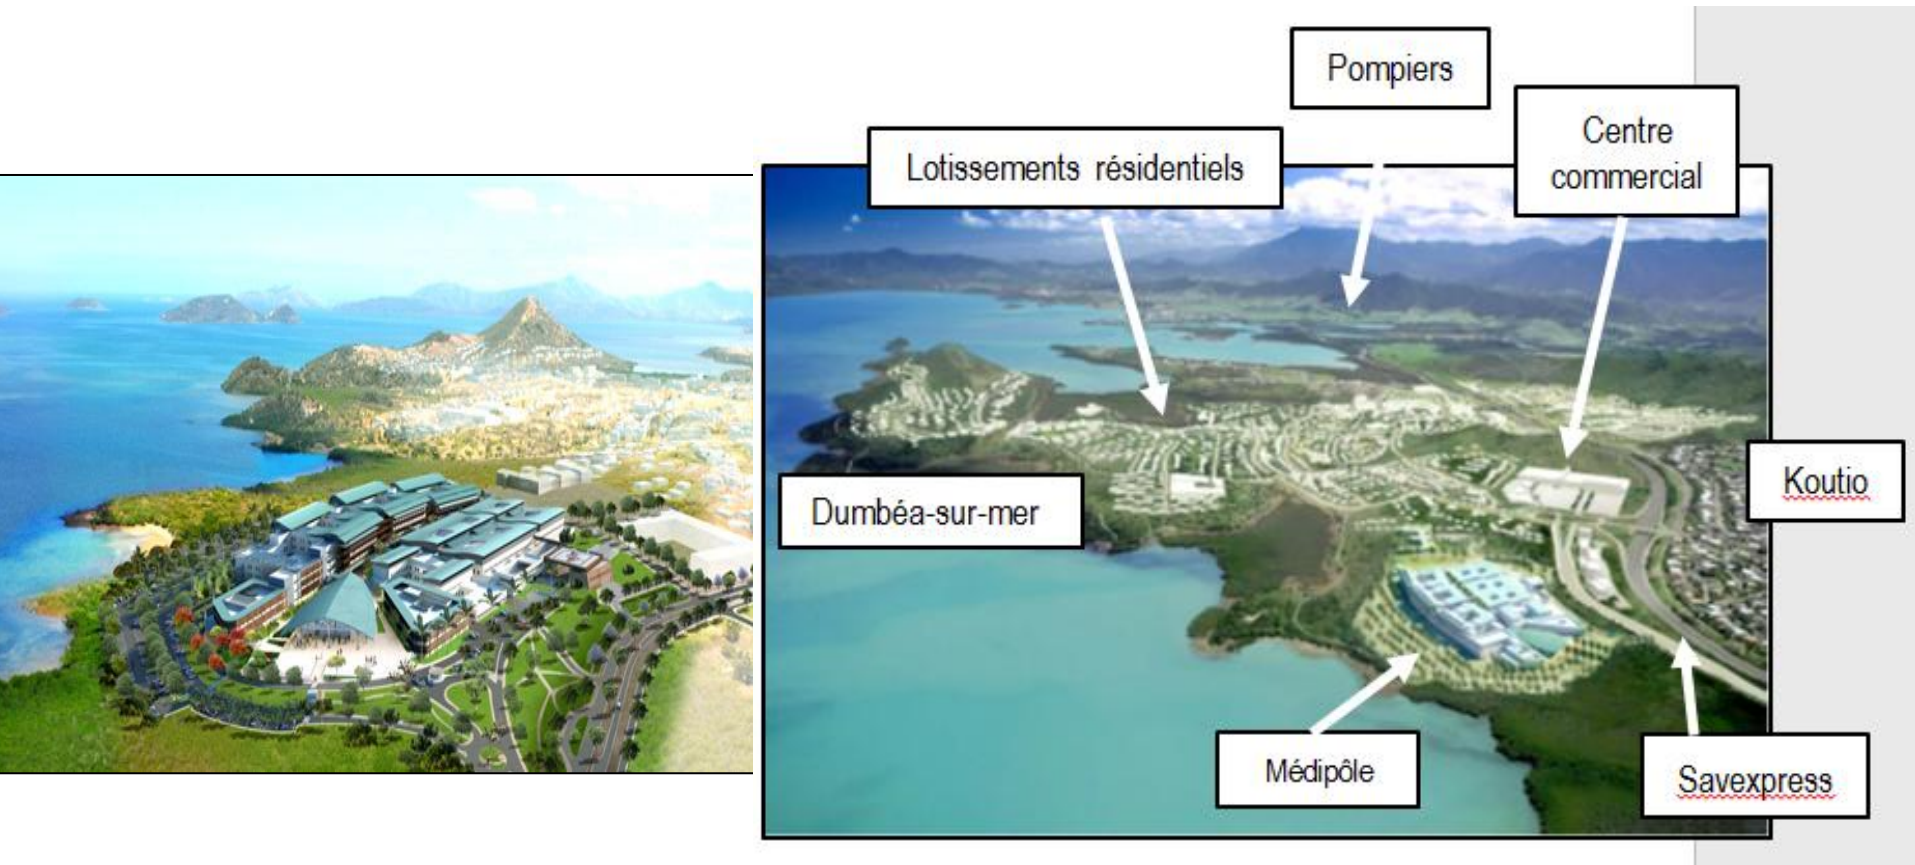 Pompiers
Centre
commercial
Lotissements résidentiels
Koutio
Dumbéa-sur-mer
Médipôle
Savexpress